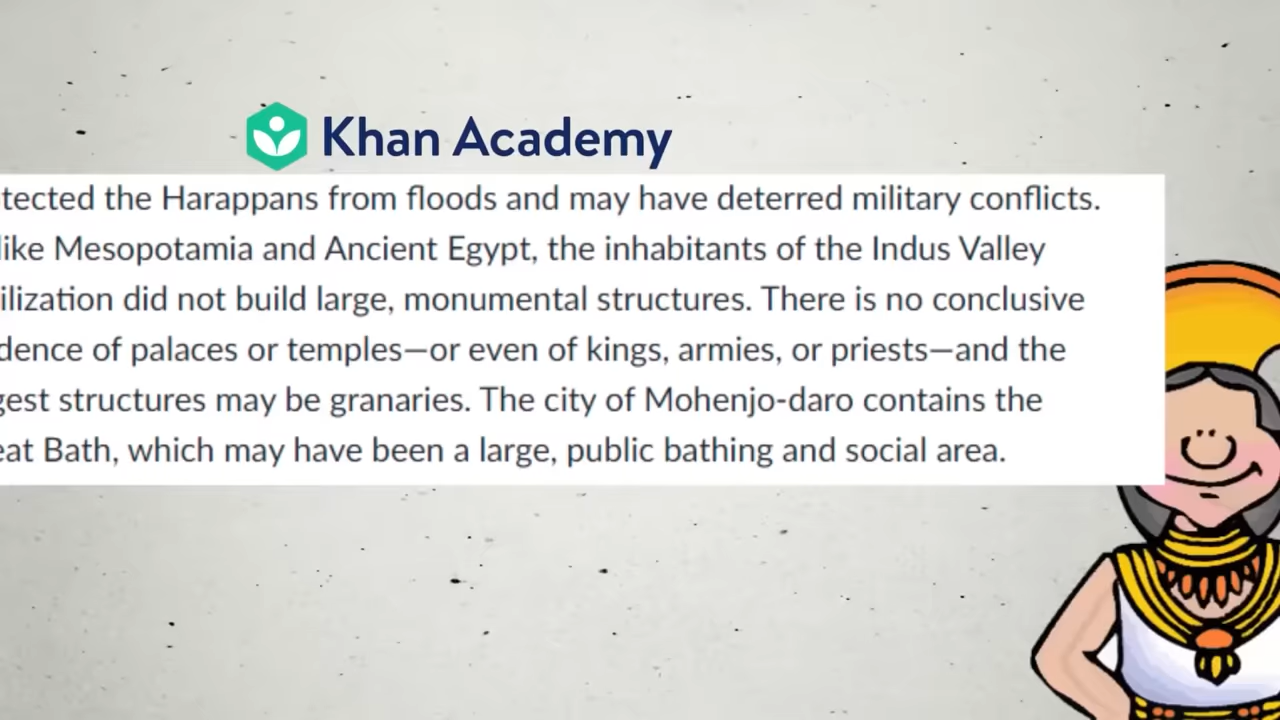 Khan Academy
tected the Harappans from floods and may have deterred military conflicts.
like Mesopotamia and Ancient Egypt, the inhabitants of the Indus Valley
ilization did not build large, monumental structures. There is no conclusive
dence of palaces or temples—or even of kings, armies, or priests—and the
gest structures may be granaries. The city of Mohenjo-daro contains the
eat Bath, which may have been a large, public bathing and social area.